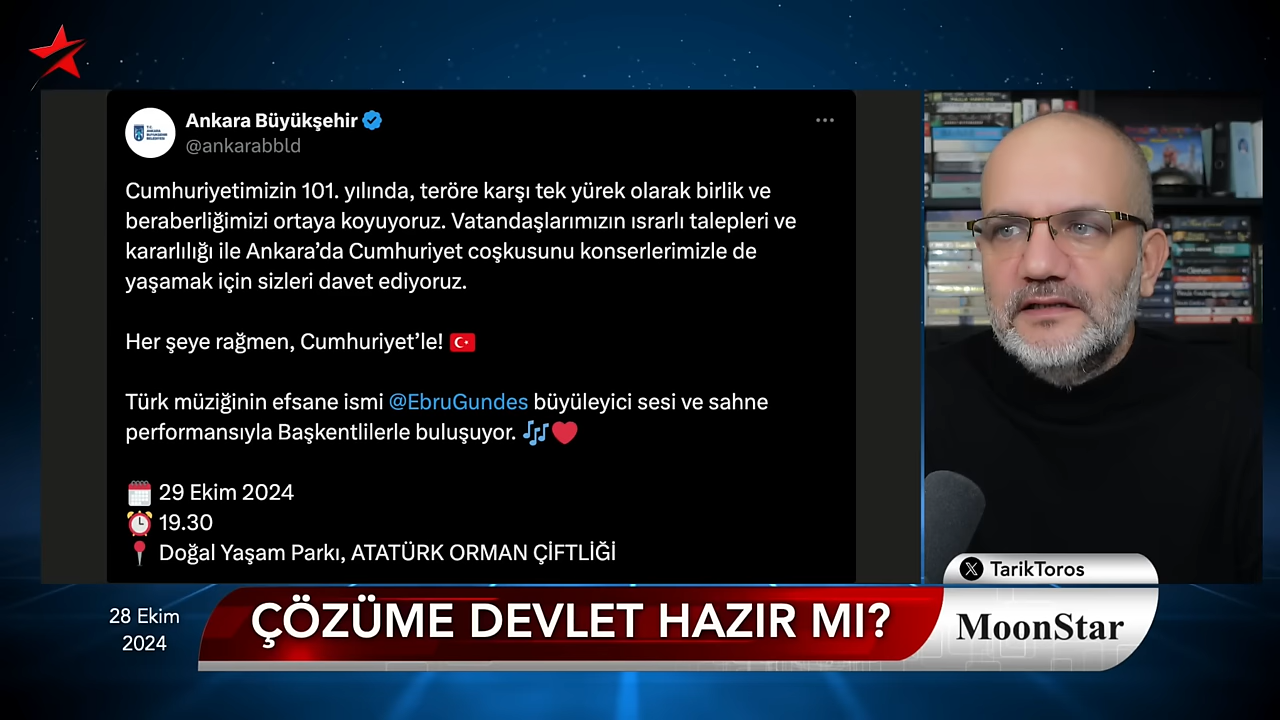 Ankara Büyükşehir
@ankarabbld
Cumhuriyetimizin 101. yılında, teröre karşı tek yürek olarak birlik ve
beraberliğimizi ortaya koyuyoruz. Vatandaşlarımızın ısrarlı talepleri ve
kararlılığı ile Ankara’da Cumhuriyet coşkusunu konserlerimizle de
yaşamak için sizleri davet ediyoruz.
Her şeye rağmen, Cumhuriyet’le! 🇹🇷
Türk müziğinin efsane ismi @EbruGundes büyüleyici sesi ve sahne
performansıyla Başkentlilerle buluşuyor. 🎶❤️
🗓️ 29 Ekim 2024
⏰ 19.30
📍 Doğal Yaşam Parkı, ATATÜRK ORMAN ÇİFTLİĞİ
TarikToros
28 Ekim
2024
ÇÖZÜME DEVLET HAZIR MI?
MoonStar